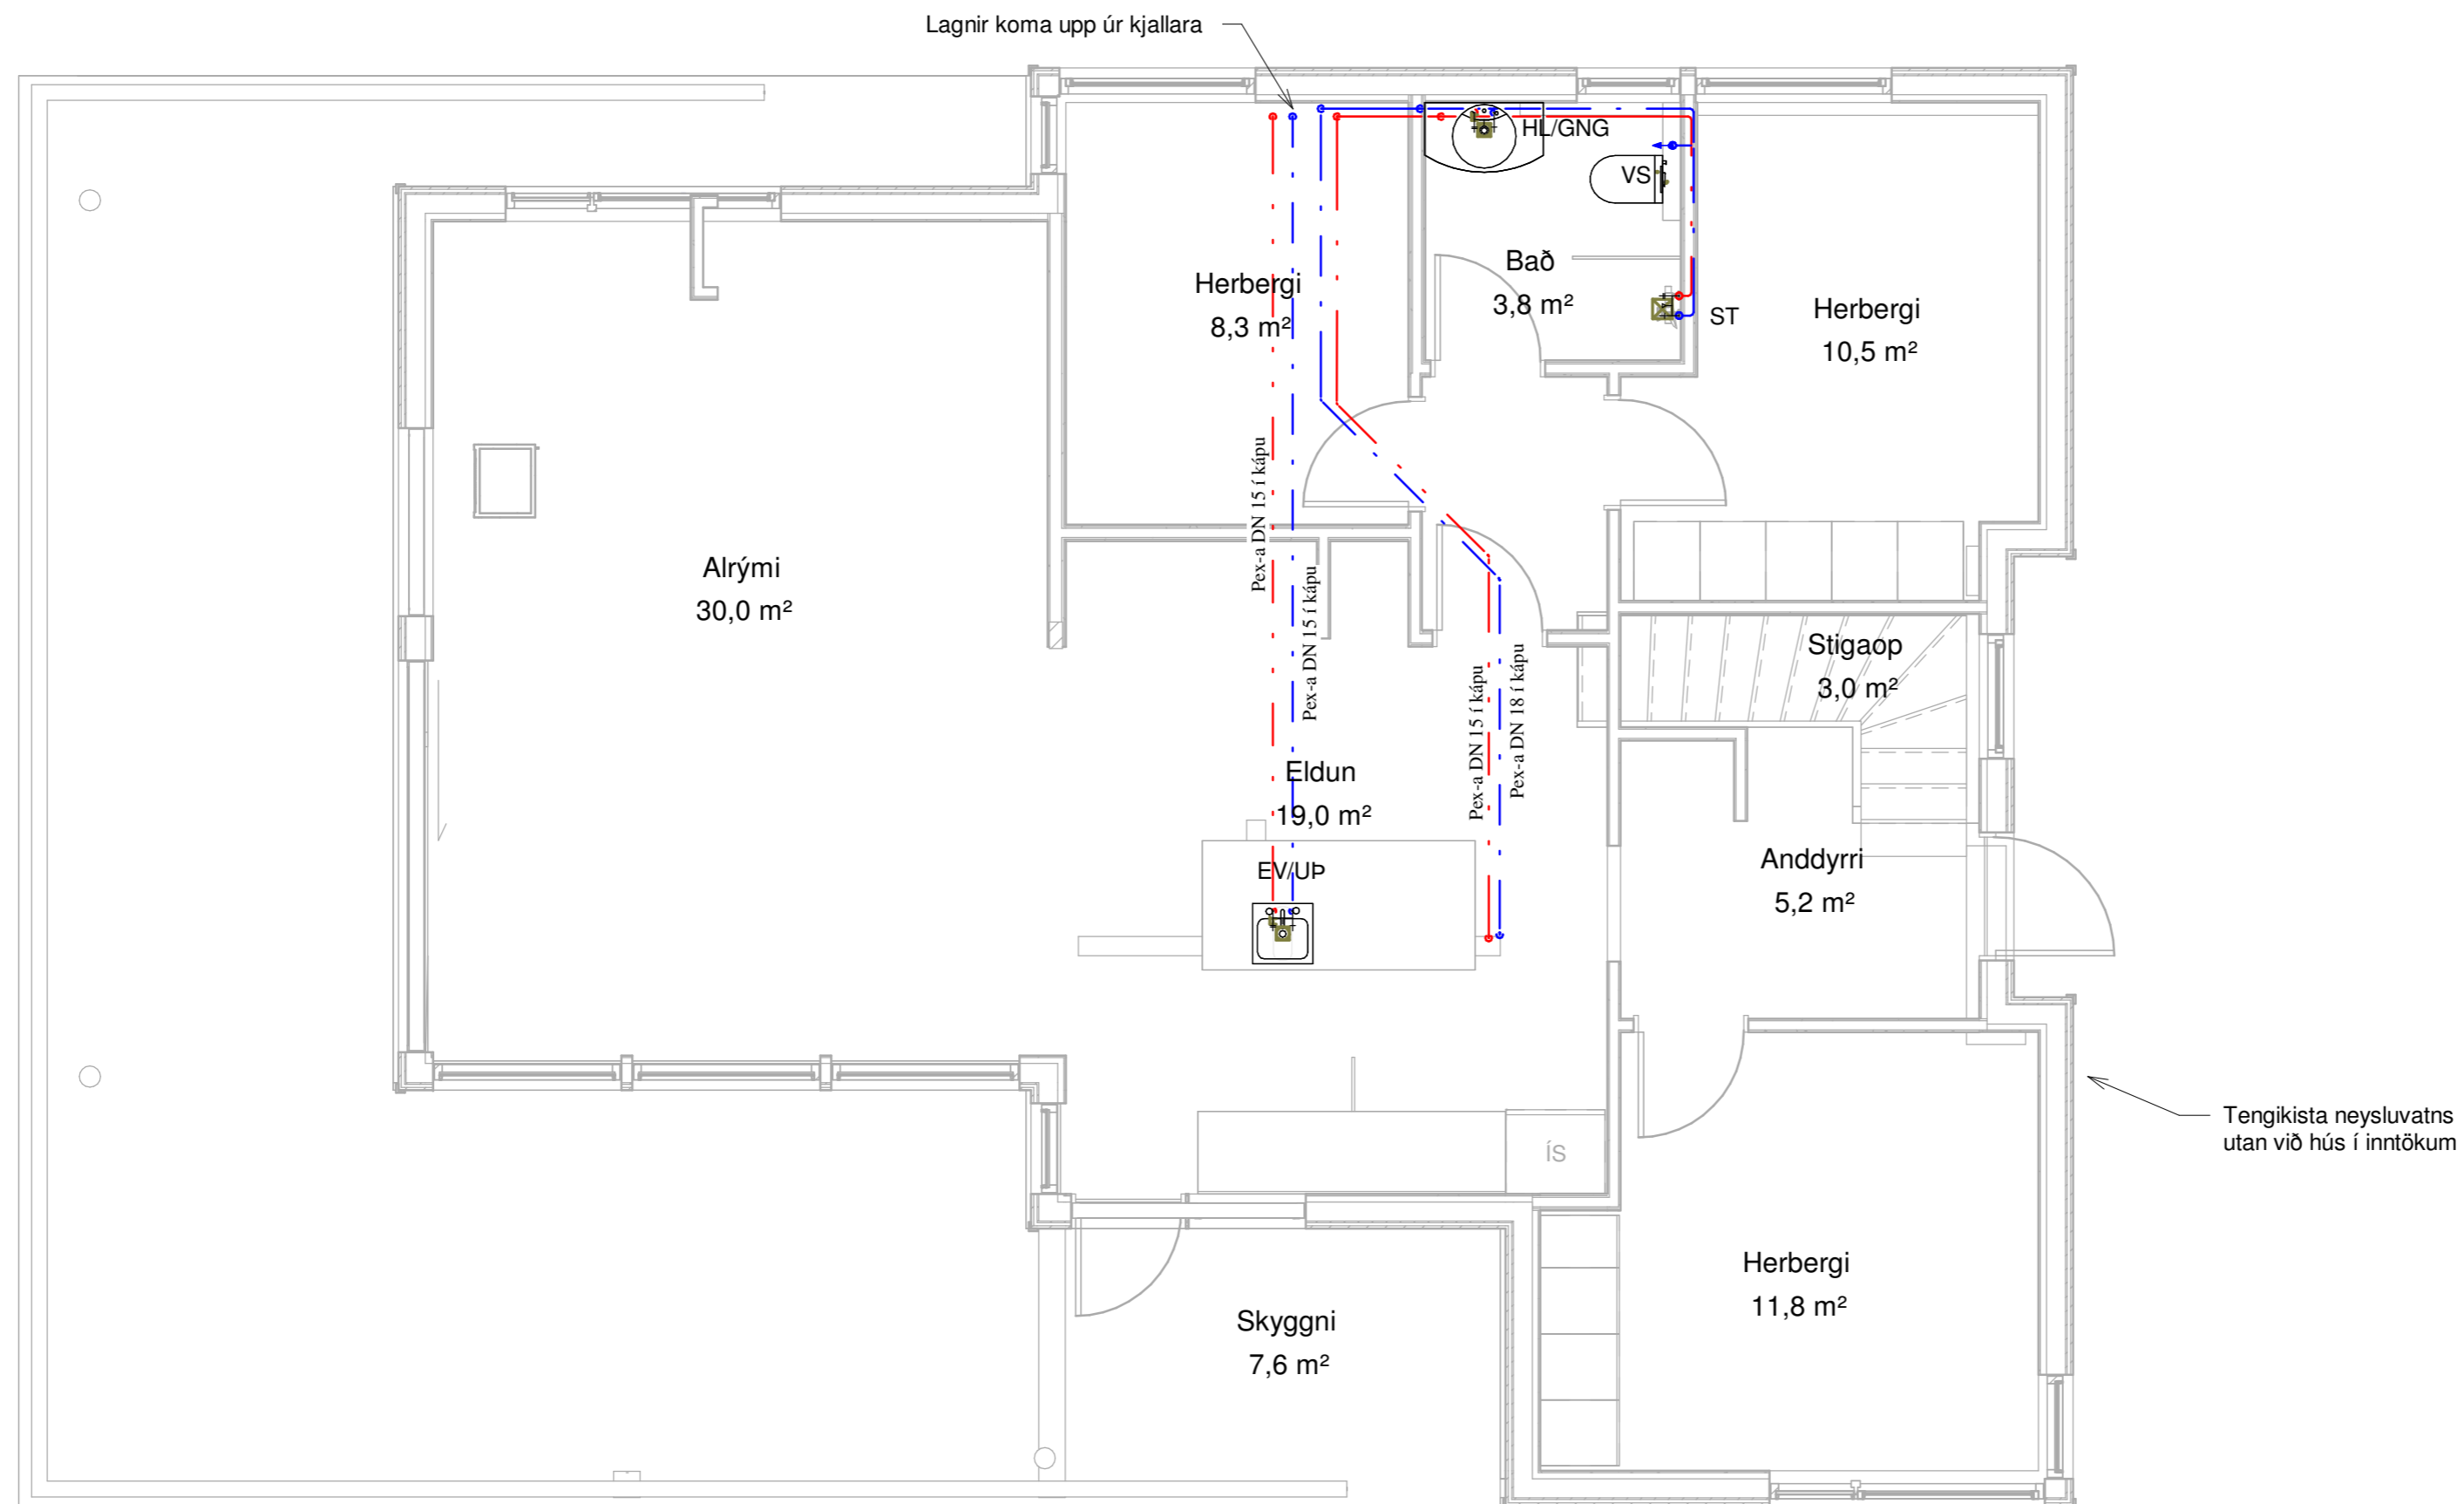 Lagnir koma upp úr kjallara
HL/GNG
VS
Bað
3,8 m²
ST
Herbergi
8,3 m²
Herbergi
10,5 m²
Pex-a DN 15 í kápu
Pex-a DN 15 í kápu
Alrými
30,0 m²
Stigaop
3,0 m²
Pex-a DN 15 í kápu
Pex-a DN 18 í kápu
Eldun
19,0 m²
EV/UÞ
Anddyrri
5,2 m²
Tengikista neysluvatns
utan við hús í inntökum
ÍS
Herbergi
11,8 m²
Skyggni
7,6 m²